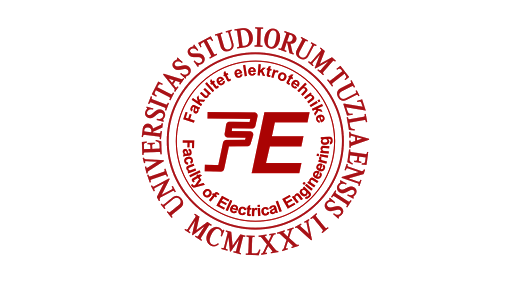 UNIVERSITAS STUDIORUM TUZLAENSIS
MCMLXXVI
Fakultet elektrotehnike
FE
Faculty of Electrical Engineering